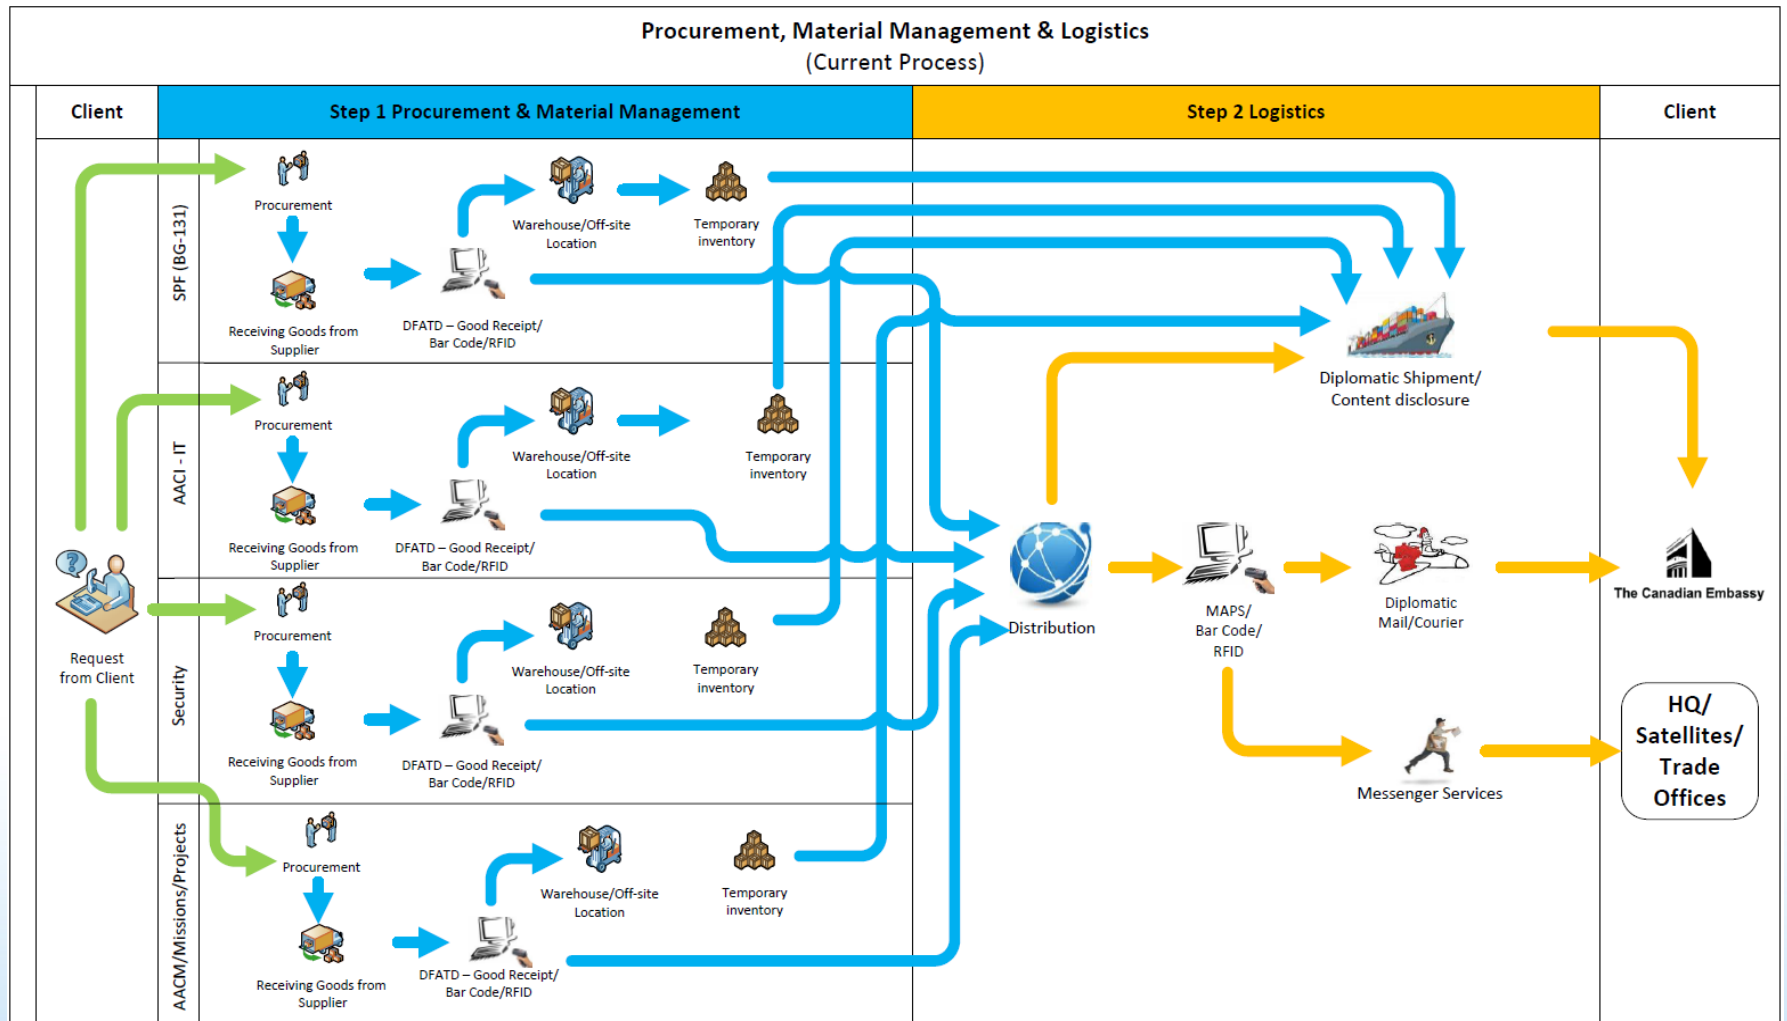 Procurement, Material Management & Logistics
(Current Process)
Client
Step 1 Procurement & Material Management
Step 2 Logistics
Client
SPF (BG-131)
Procurement
Receiving Goods from
Supplier
DFATD – Good Receipt/
Bar Code/RFID
Warehouse/Off-site
Location
Temporary
inventory
AACI - IT
Procurement
Receiving Goods from
Supplier
DFATD – Good Receipt/
Bar Code/RFID
Warehouse/Off-site
Location
Temporary
inventory
Security
Procurement
Receiving Goods from
Supplier
DFATD – Good Receipt/
Bar Code/RFID
Warehouse/Off-site
Location
Temporary
inventory
AACM/Missions/Projects
Procurement
Receiving Goods from
Supplier
DFATD – Good Receipt/
Bar Code/RFID
Warehouse/Off-site
Location
Temporary
inventory
?
Request
from Client
Distribution
MAPS/
Bar Code/
RFID
Diplomatic Shipment/
Content disclosure
Diplomatic
Mail/Courier
Messenger Services
The Canadian Embassy
HQ/
Satellites/
Trade
Offices